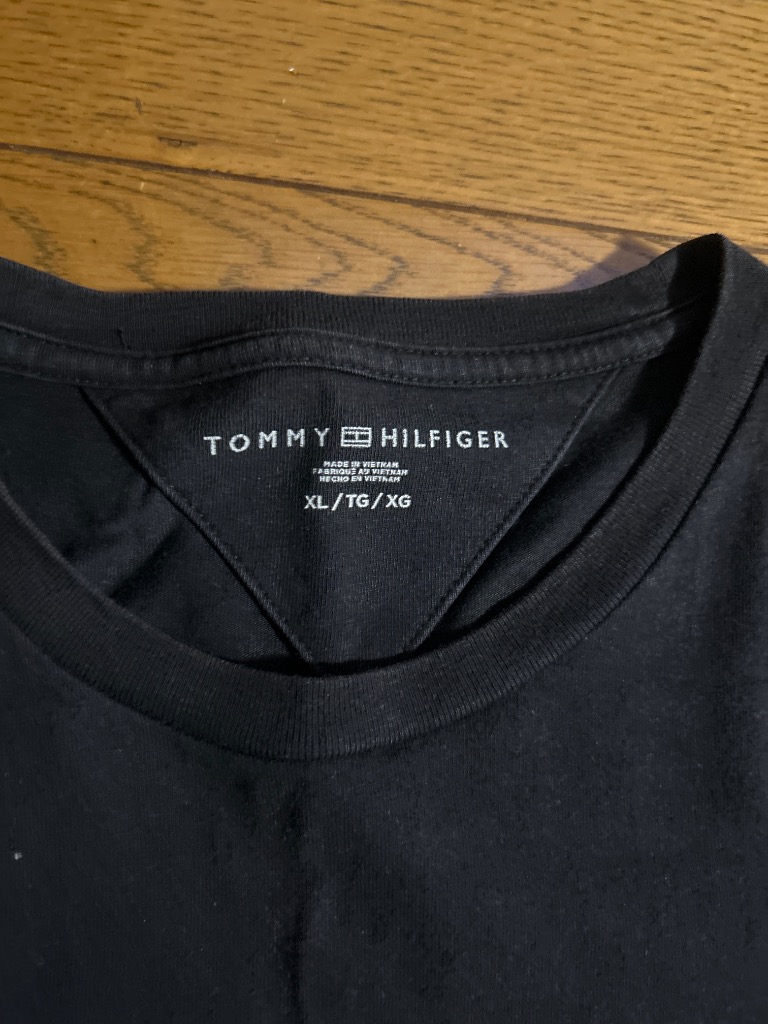 TOMMY HILFIGER
MADE IN VIETNAM
FABRIQUÉ AU VIETNAM
HECHO EN VIETNAM
XL/TG/XG